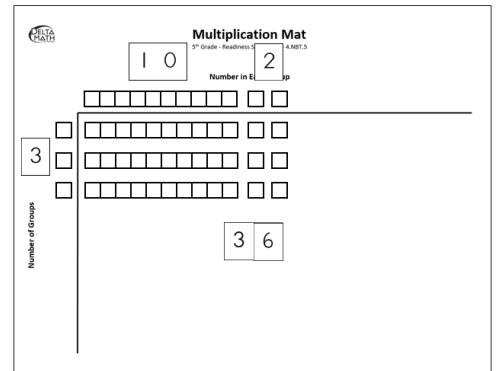 DELTA
MATH
Multiplication Mat
5th Grade - Readiness S
- 4.NBT.5
1 0
2
Number in E
up
3
Number of Groups
3 6